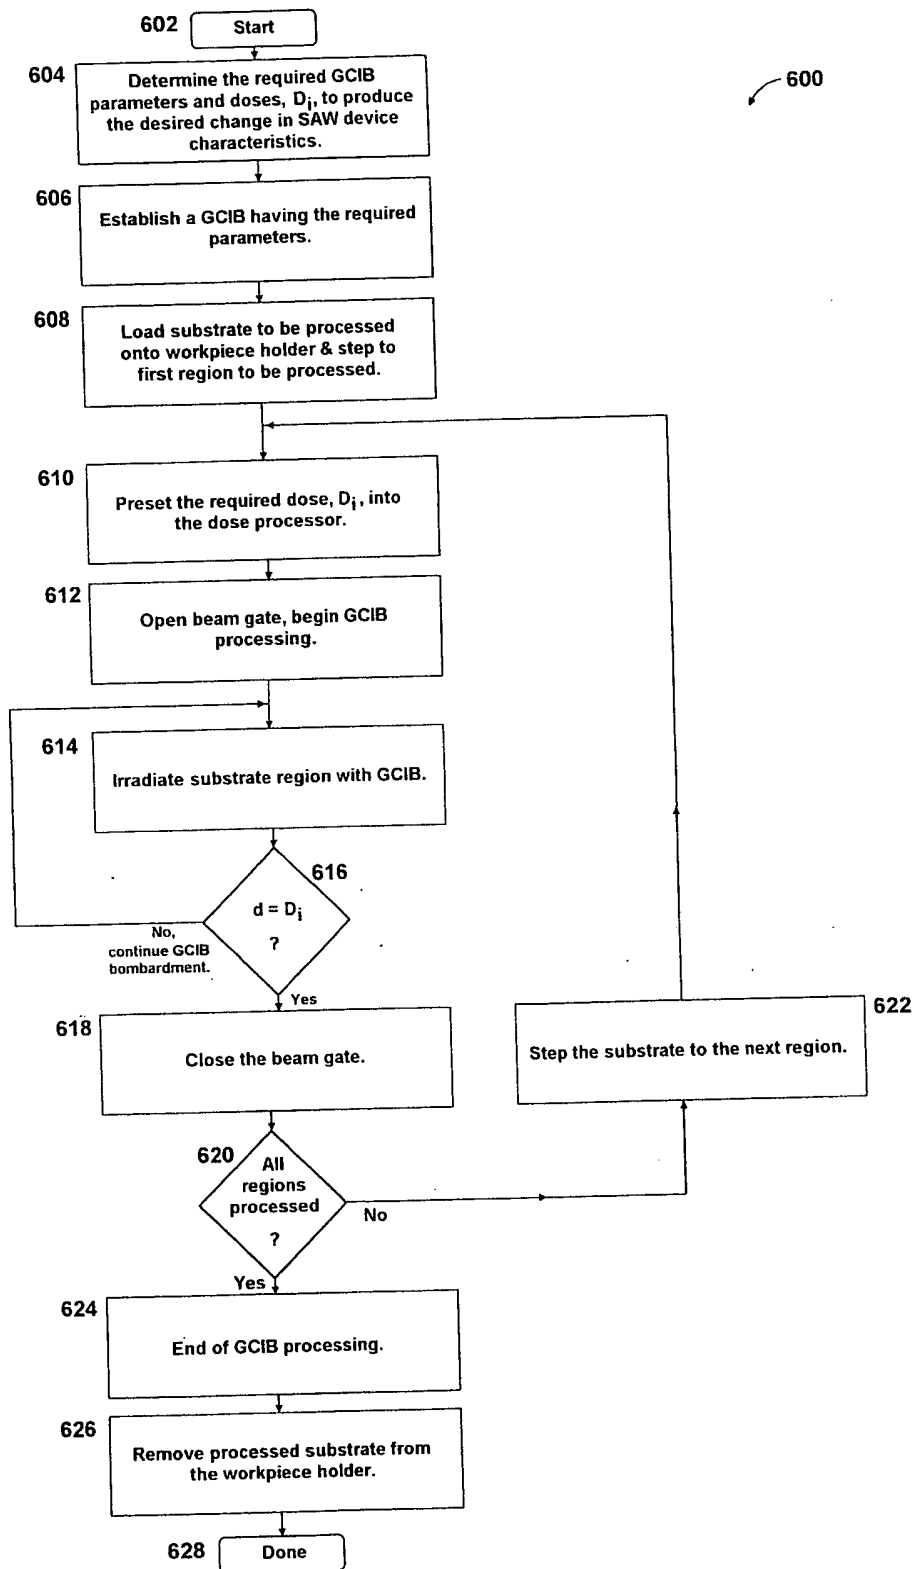 602
Start
600
604
Determine the required GCIB
parameters and doses, Di, to produce
the desired change in SAW device
characteristics.
606
Establish a GCIB having the required
parameters.
608
Load substrate to be processed
onto workpiece holder & step to
first region to be processed.
610
Preset the required dose, Di, into
the dose processor.
612
Open beam gate, begin GCIB
processing.
614
Irradiate substrate region with GCIB.
616
d = Di
?
No,
continue GCIB
bombardment.
Yes
618
Close the beam gate.
622
Step the substrate to the next region.
620
All
regions
processed
?
No
Yes
624
End of GCIB processing.
626
Remove processed substrate from
the workpiece holder.
628
Done